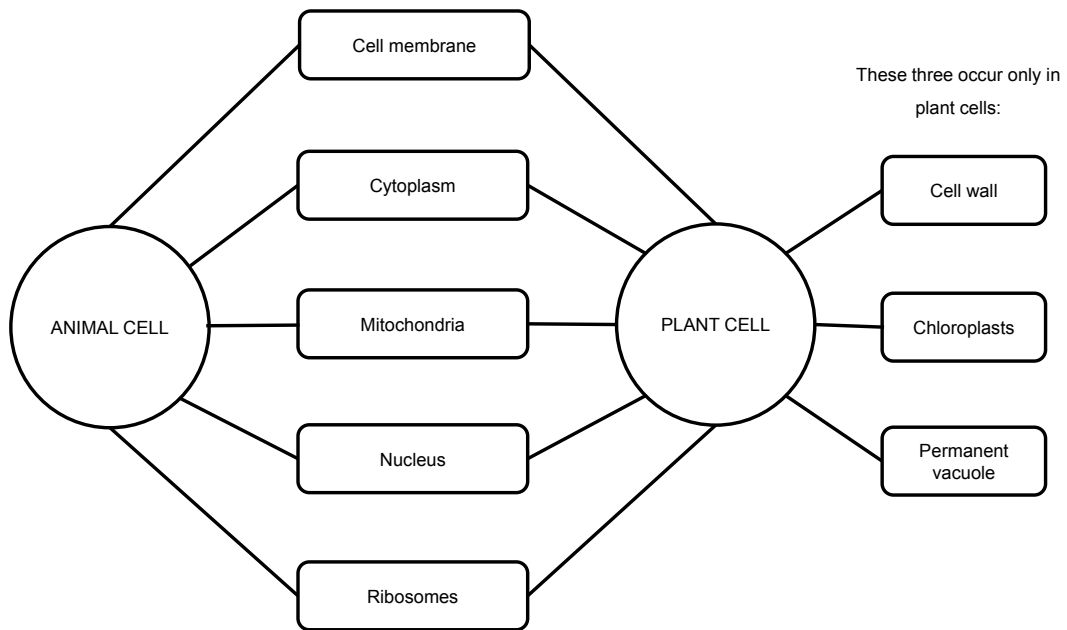 Cell membrane
These three occur only in
plant cells:
Cytoplasm
Cell wall
ANIMAL CELL
Mitochondria
PLANT CELL
Chloroplasts
Nucleus
Permanent
vacuole
Ribosomes